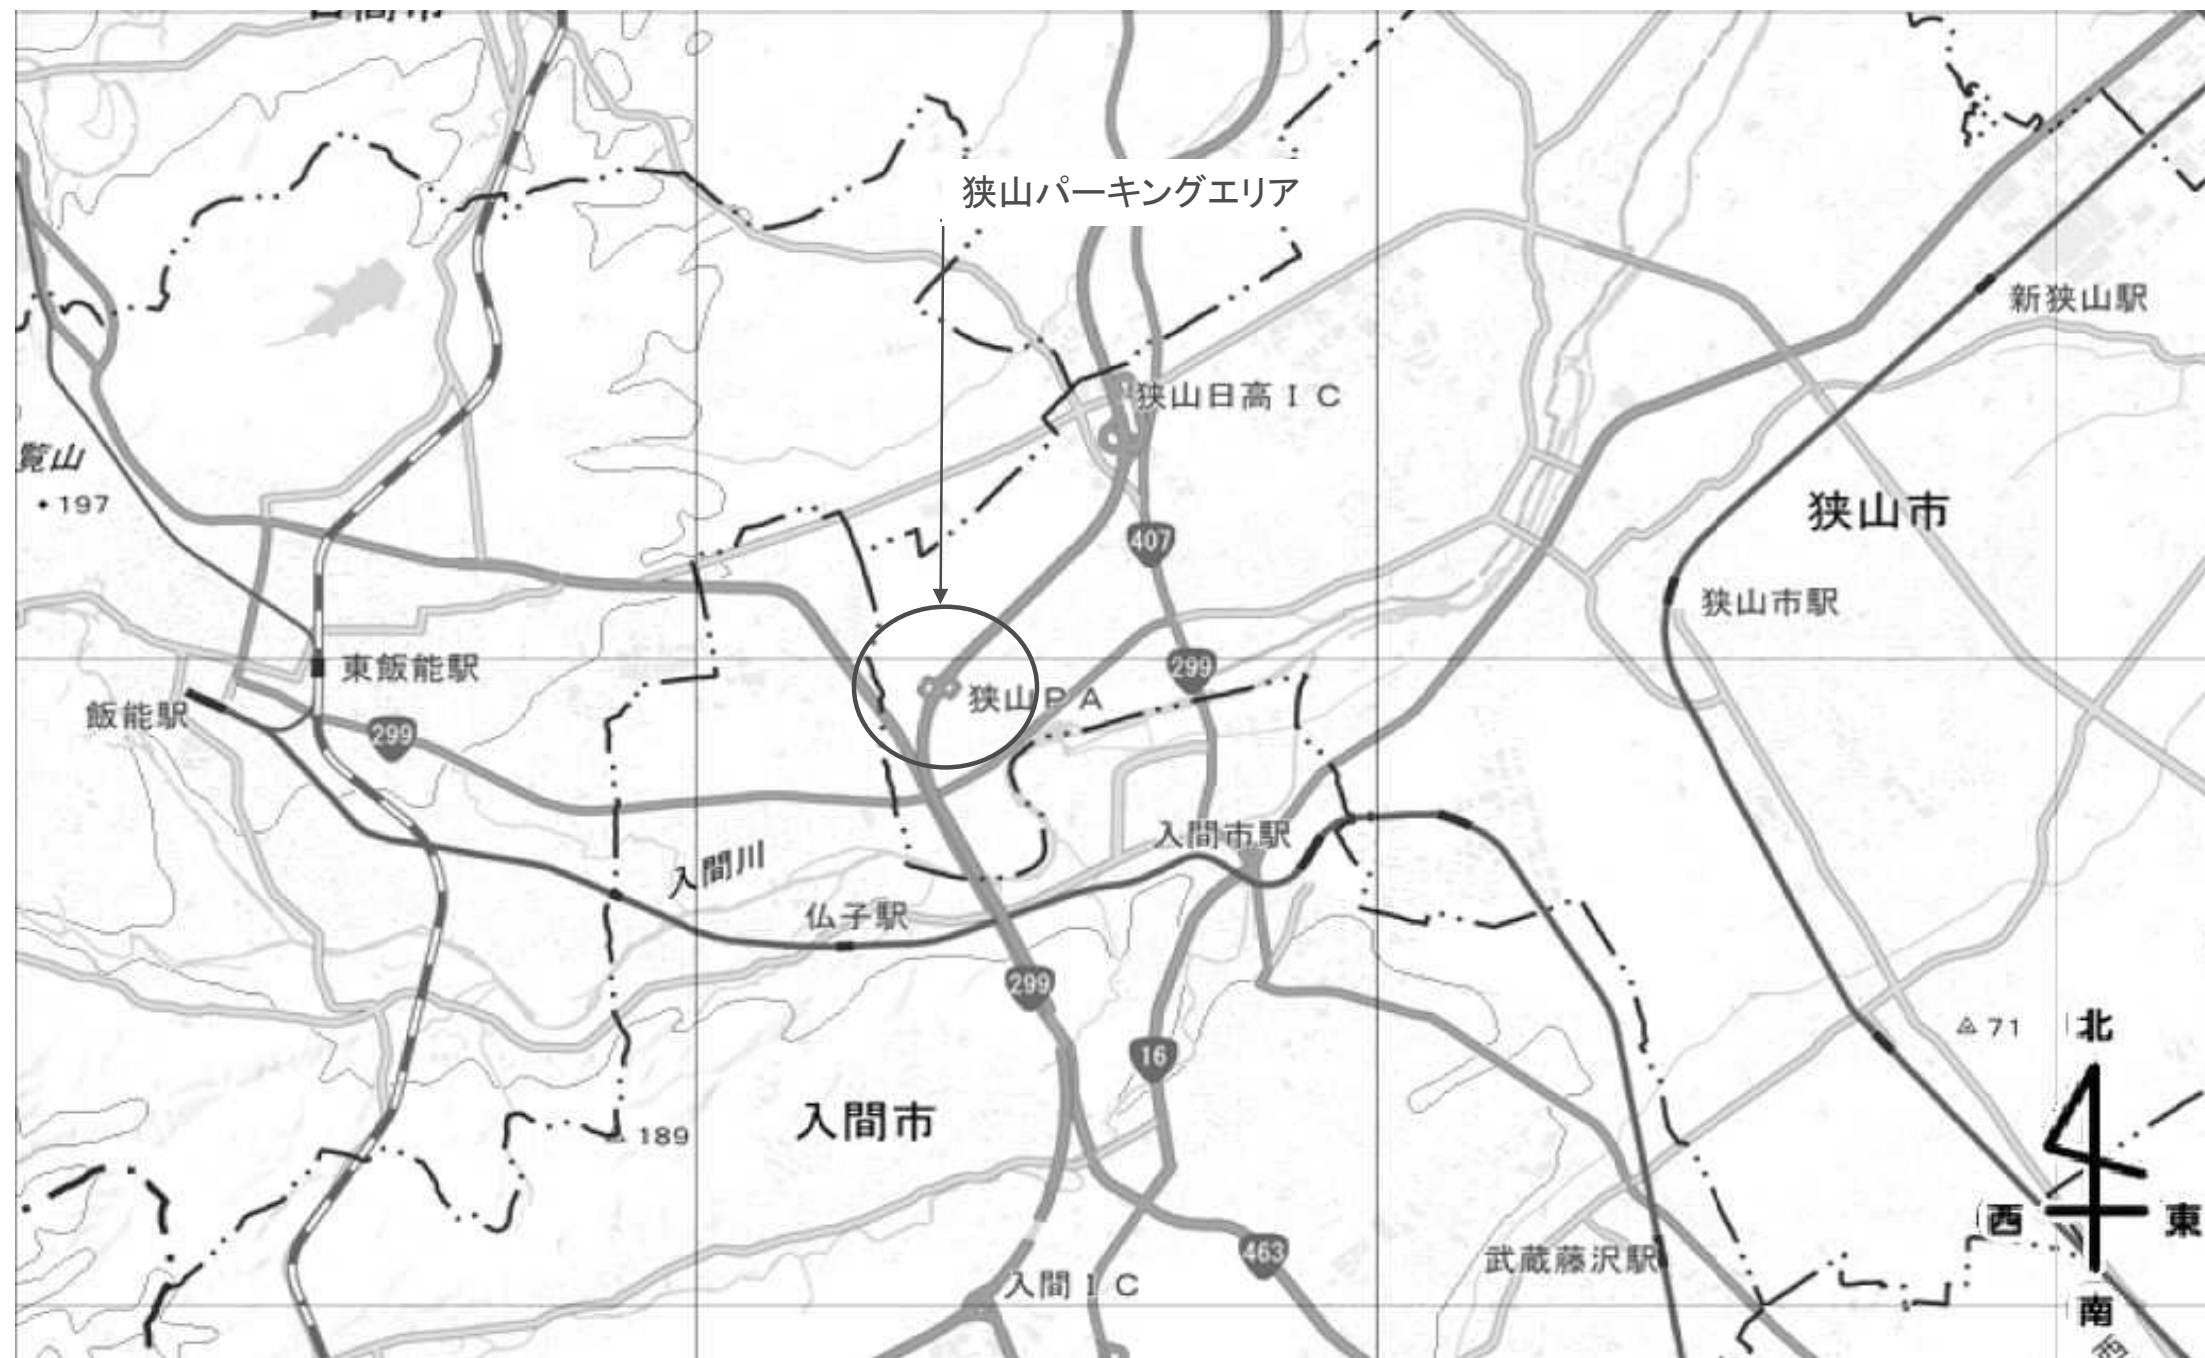 日高市
狭山パーキングエリア
新狭山駅
狭山日高IC
覧山
197
狭山市
407
狭山市駅
東飯能駅
299
飯能駅
狭山PA
299
入間市駅
入間川
仏子駅
299
71
北
16
入間市
189
西
東
463
武蔵藤沢駅
入間IC
南